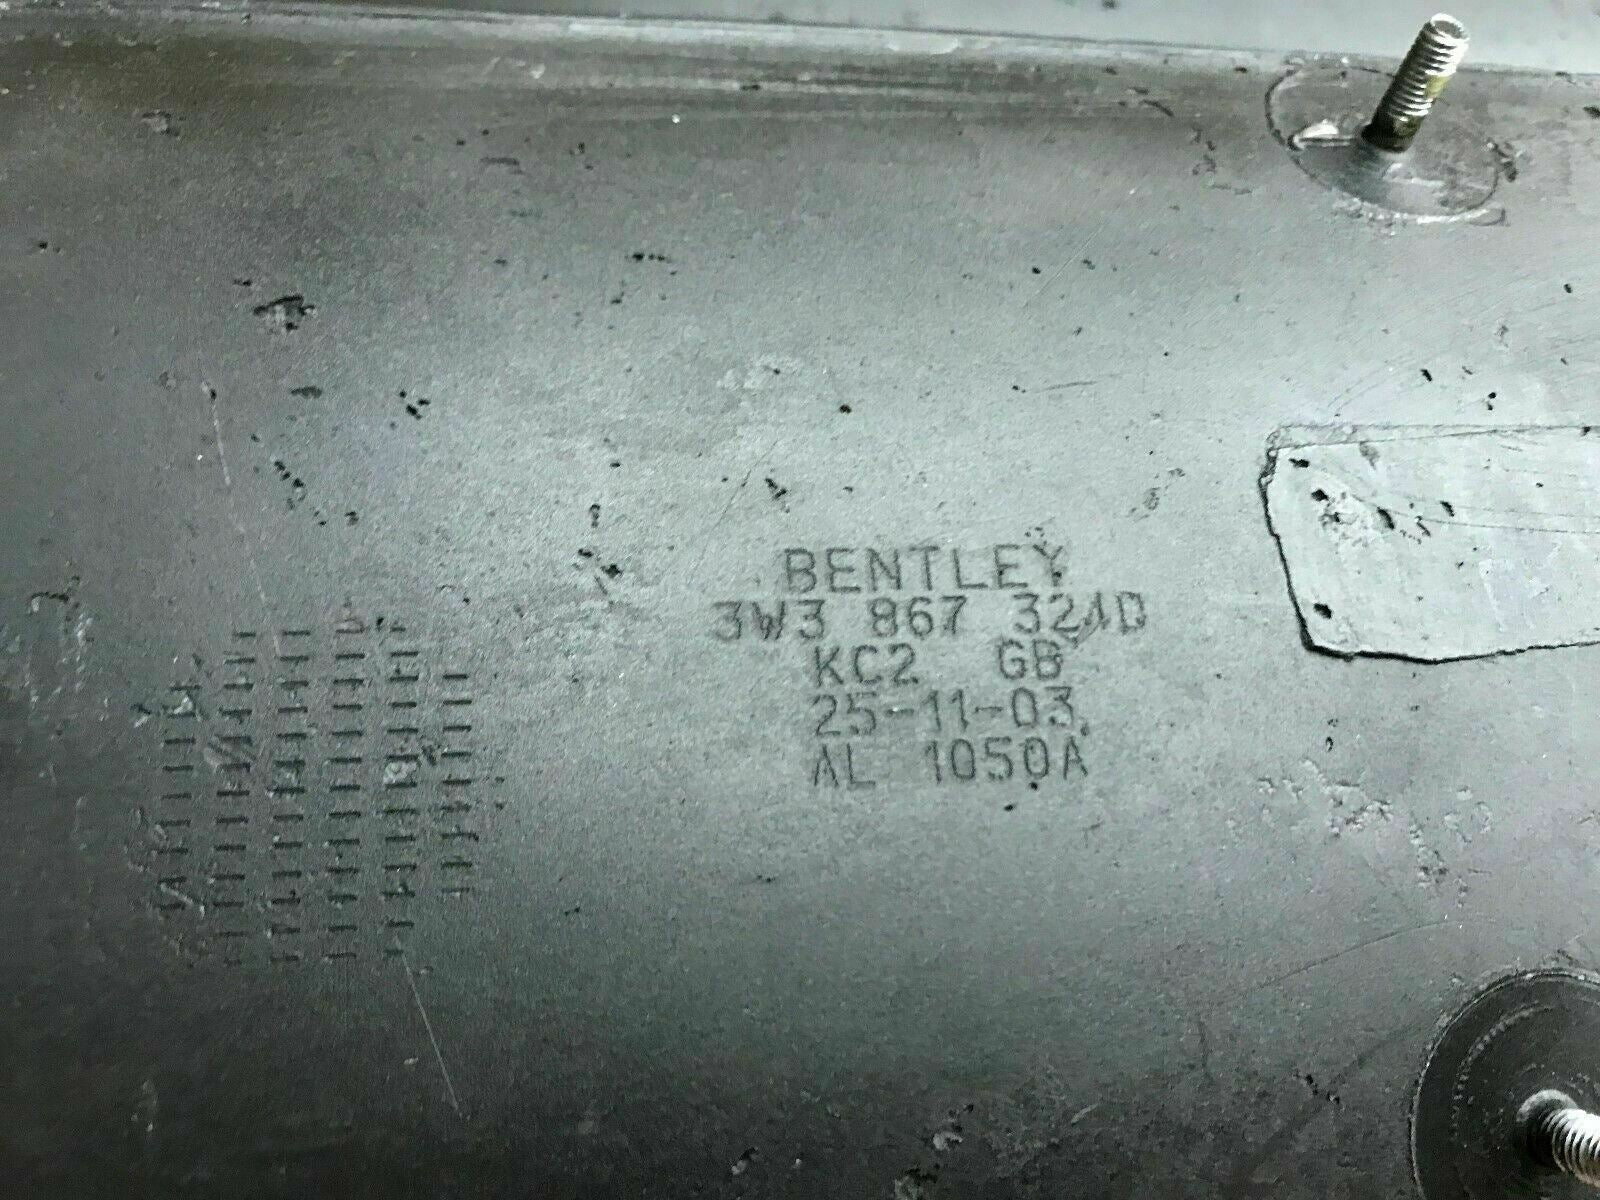 BENTLEY
3W3 867 324D
KC2 GB
25-11-03
AL 1050A